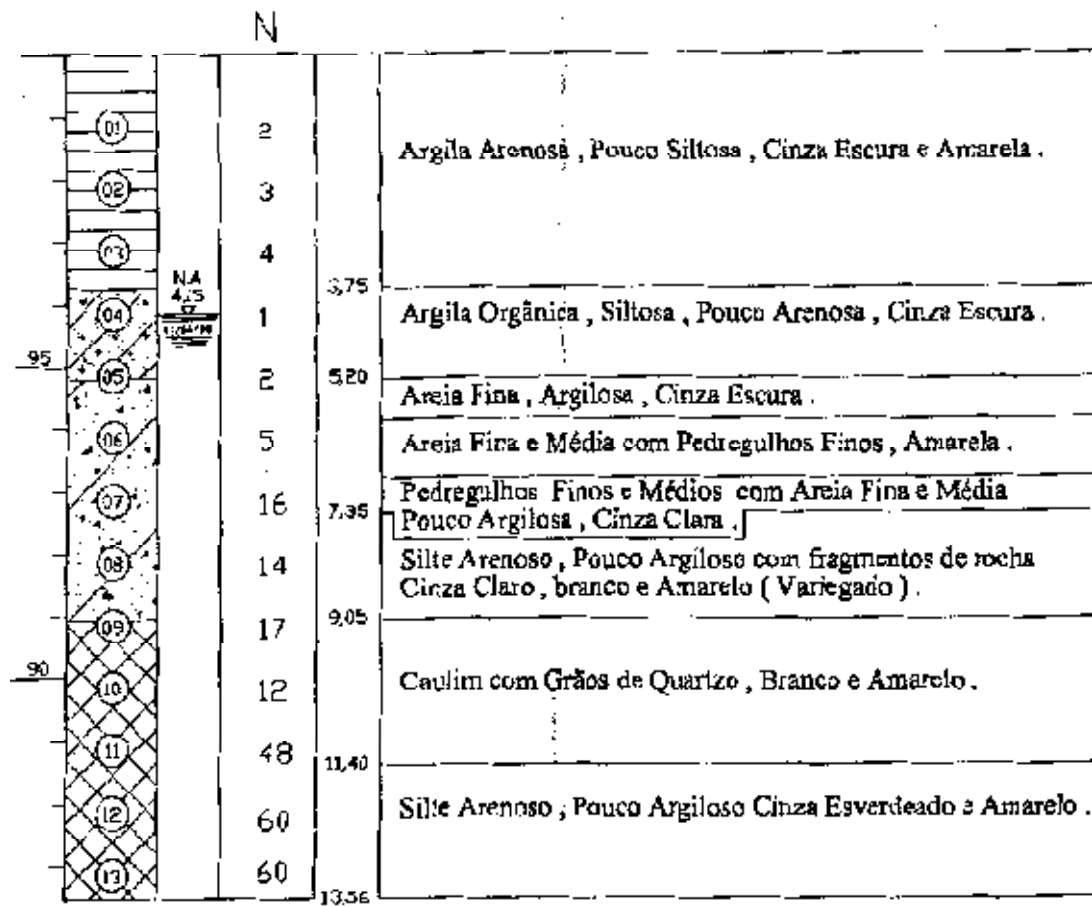 N
01
2
Argila Arenosa , Pouco Siltosa , Cinza Escura e Amarela .
02
3
03
4
N.A
3,75
04
1
Argila Orgânica , Siltosa , Pouco Arenosa , Cinza Escura .
95
05
2
5,20
Areia Fina , Argilosa , Cinza Escura .
06
5
Areia Fina e Média com Pedregulhos Finos , Amarela .
07
16
Pedregulhos Finos e Médios com Areia Fina e Média
Pouco Argilosa , Cinza Clara .
08
14
Silte Arenoso , Pouco Argiloso com fragmentos de rocha
Cinza Claro , branco e Amarelo ( Variegado ) .
09
17
9,05
90
10
12
Caulim com Grãos de Quartzo , Branco e Amarelo .
11
48
11,40
12
60
Silte Arenoso , Pouco Argiloso Cinza Esverdeado e Amarelo .
13
60
13,56